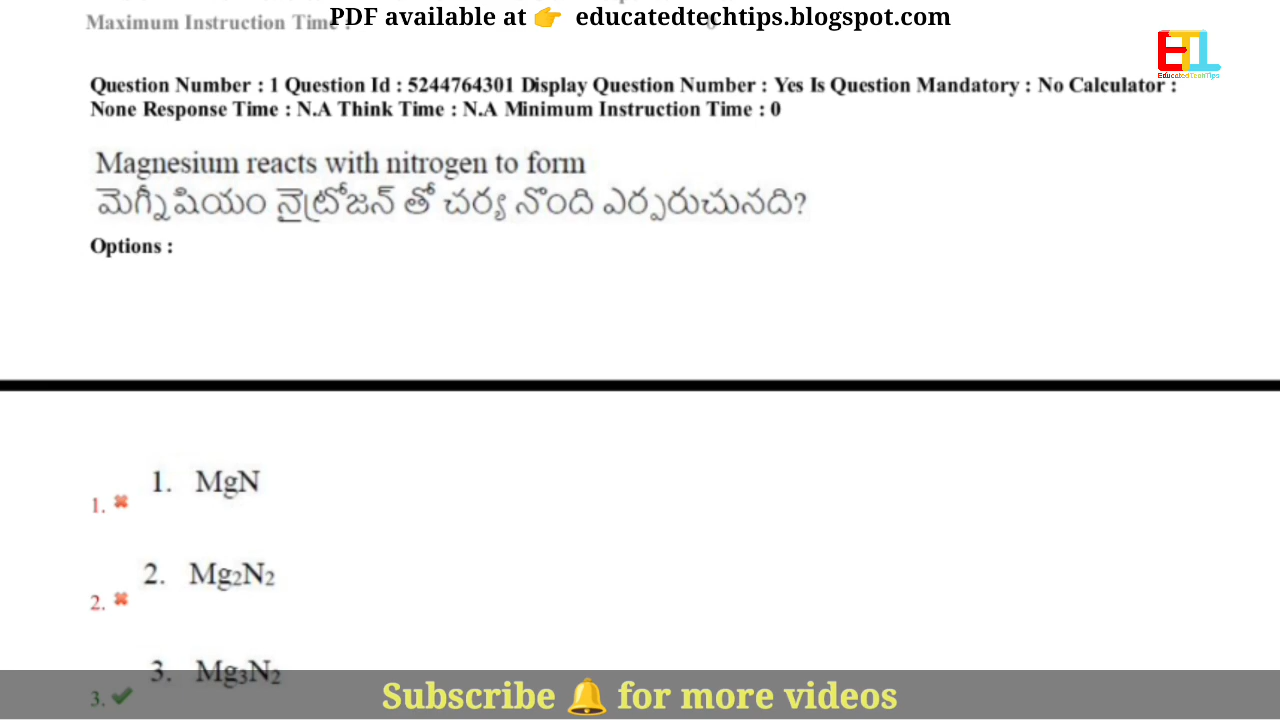 PDF available at 👉 educatedtechtips.blogspot.com
Maximum Instruction Time :
ETL
EducatedTechTips
Question Number : 1 Question Id : 5244764301 Display Question Number : Yes Is Question Mandatory : No Calculator :
None Response Time : N.A Think Time : N.A Minimum Instruction Time : 0
Magnesium reacts with nitrogen to form
మెగ్నీషియం నైట్రోజన్ తో చర్య నొంది ఎర్పరుచునది?
Options :
1. MgN
1. ✖
2. Mg₂N₂
2. ✖
3. Mg₃N₂
3. ✔
Subscribe 🔔 for more videos